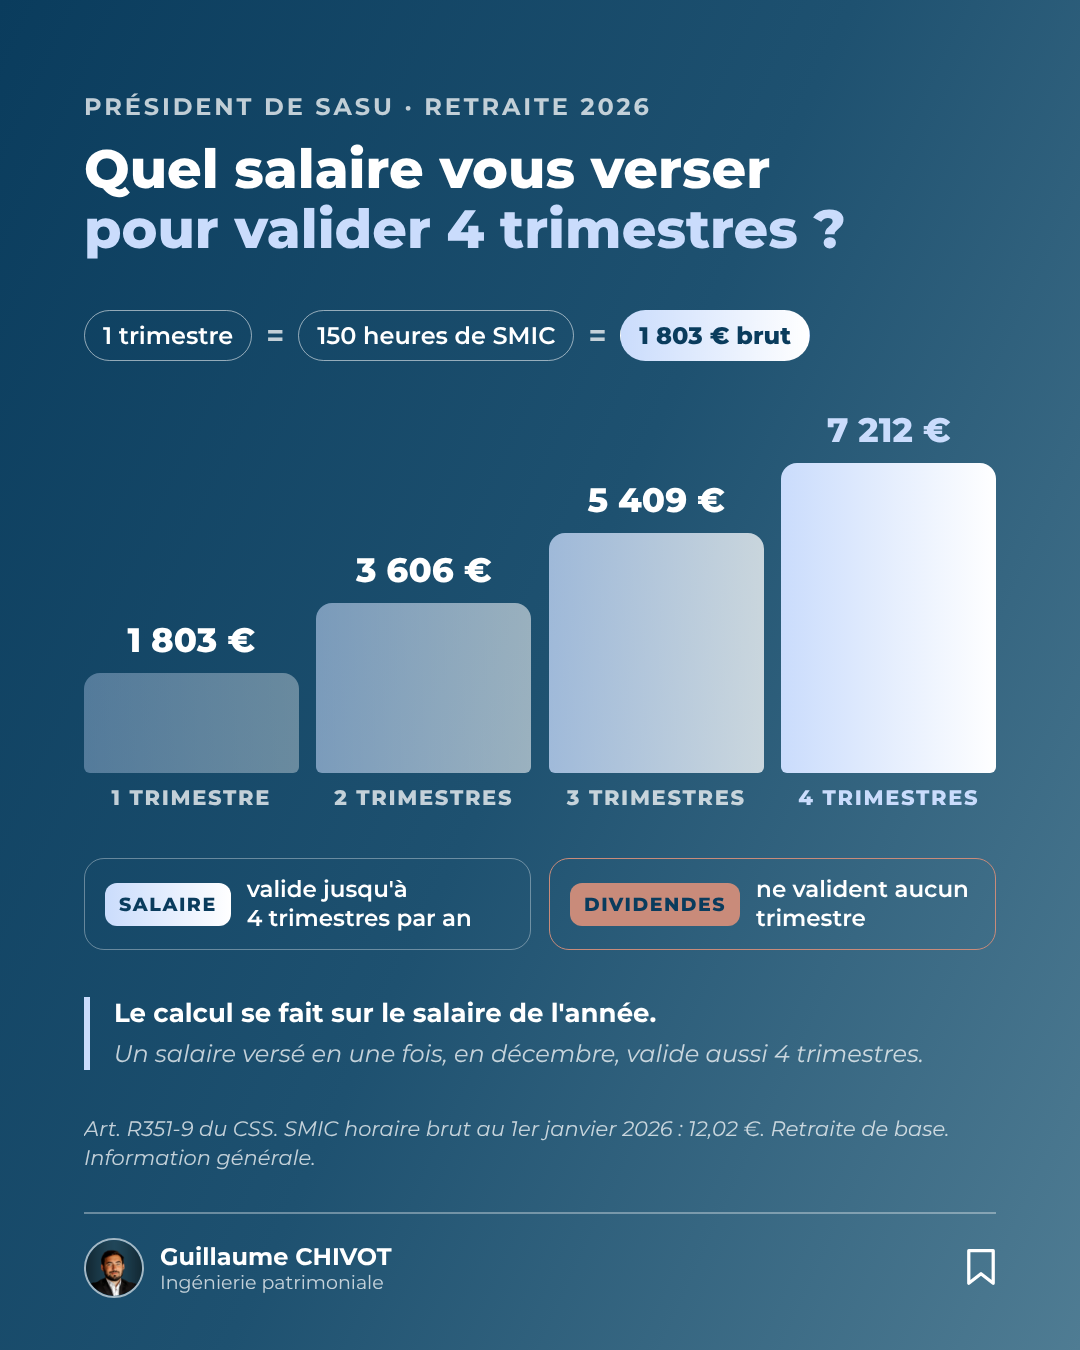 PRÉSIDENT DE SASU · RETRAITE 2026
Quel salaire vous verser
pour valider 4 trimestres ?
1 trimestre = 150 heures de SMIC = 1 803 € brut
7 212 €
5 409 €
3 606 €
1 803 €
1 TRIMESTRE
2 TRIMESTRES
3 TRIMESTRES
4 TRIMESTRES
SALAIRE
valide jusqu'à
4 trimestres par an
DIVIDENDES
ne valident aucun
trimestre
Le calcul se fait sur le salaire de l'année.
Un salaire versé en une fois, en décembre, valide aussi 4 trimestres.
Art. R351-9 du CSS. SMIC horaire brut au 1er janvier 2026 : 12,02 €. Retraite de base.
Information générale.
Guillaume CHIVOT
Ingénierie patrimoniale